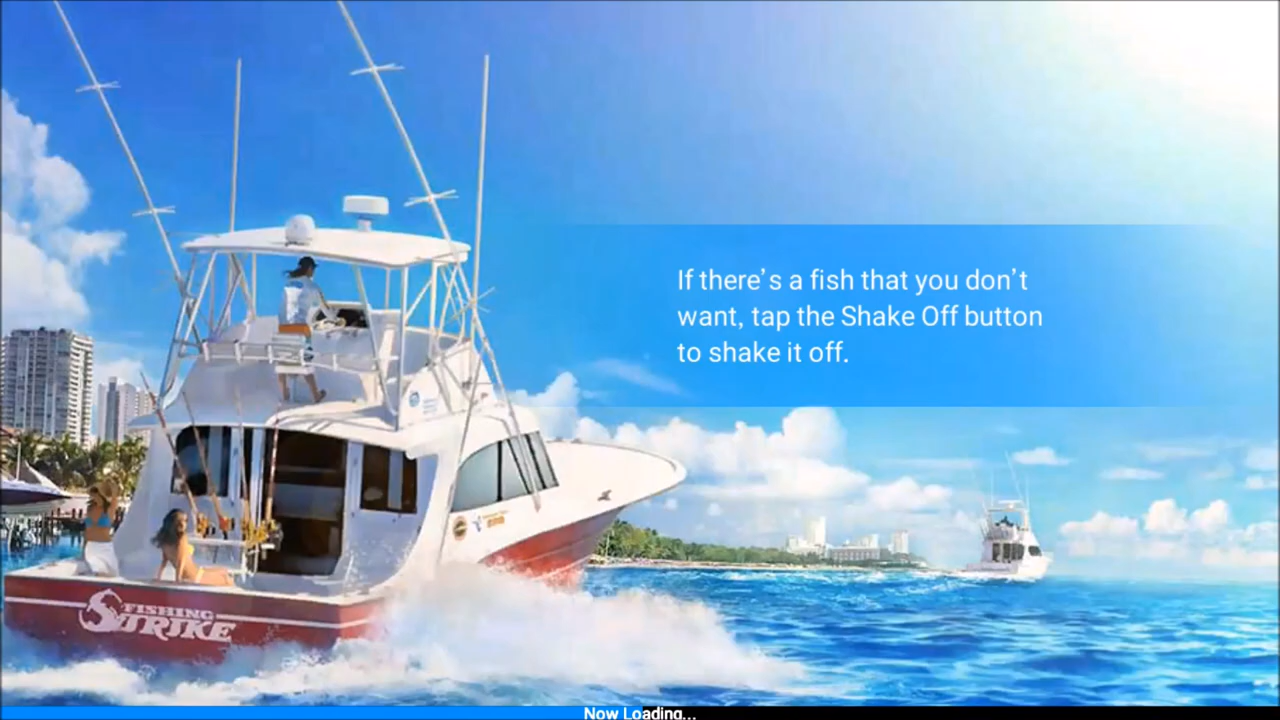 If there’s a fish that you don’t
want, tap the Shake Off button
to shake it off.
FISHING
STRIKE
Now Loading...